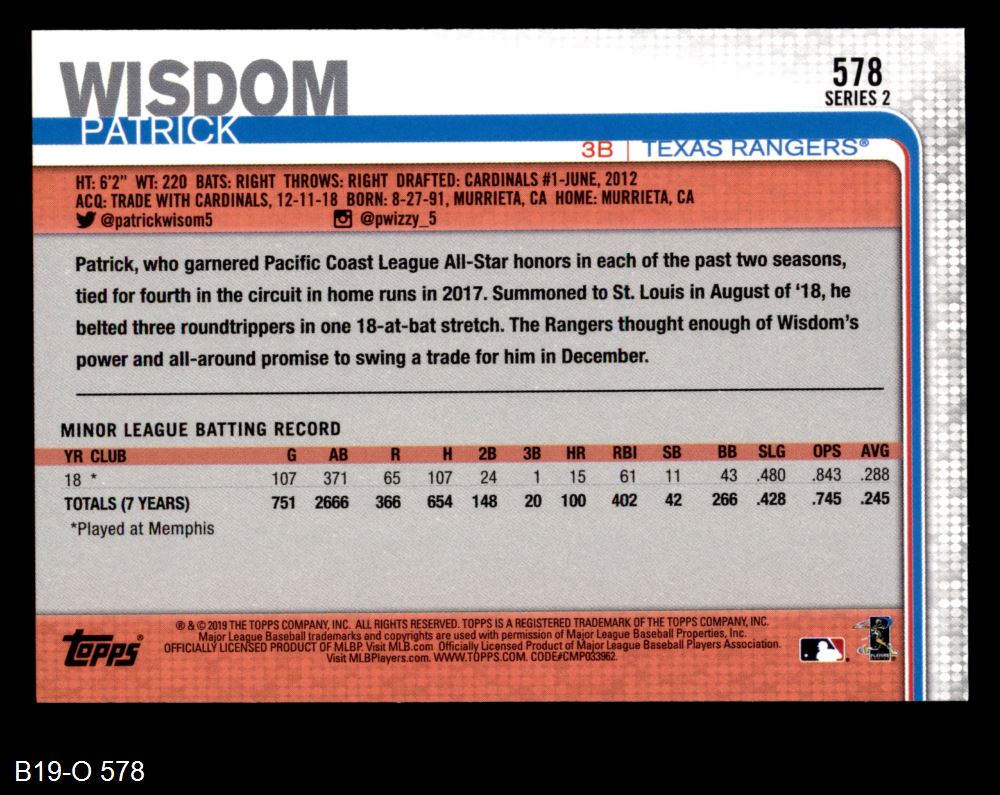 WISDOM
PATRICK
578
SERIES 2
3B | TEXAS RANGERS®
HT: 6'2" WT: 220 BATS: RIGHT THROWS: RIGHT DRAFTED: CARDINALS #1-JUNE, 2012
ACQ: TRADE WITH CARDINALS, 12-11-18 BORN: 8-27-91, MURRIETA, CA HOME: MURRIETA, CA
@patrickwisom5 @pwizzy_5
Patrick, who garnered Pacific Coast League All-Star honors in each of the past two seasons,
tied for fourth in the circuit in home runs in 2017. Summoned to St. Louis in August of '18, he
belted three roundtrippers in one 18-at-bat stretch. The Rangers thought enough of Wisdom's
power and all-around promise to swing a trade for him in December.
MINOR LEAGUE BATTING RECORD
YR CLUB G AB R H 2B 3B HR RBI SB BB SLG OPS AVG
18 * 107 371 65 107 24 1 15 61 11 43 .480 .843 .288
TOTALS (7 YEARS) 751 2666 366 654 148 20 100 402 42 266 .428 .745 .245
*Played at Memphis
Topps®
® & © 2019 THE TOPPS COMPANY, INC. ALL RIGHTS RESERVED. TOPPS IS A REGISTERED TRADEMARK OF THE TOPPS COMPANY, INC.
Major League Baseball trademarks and copyrights are used with permission of Major League Baseball Properties, Inc.
OFFICIALLY LICENSED PRODUCT OF MLBP. Visit MLB.com Officially Licensed Product of Major League Baseball Players Association.
Visit MLBPlayers.com. WWW.TOPPS.COM. CODE#CMP033962.
PLAYERS
B19-O 578